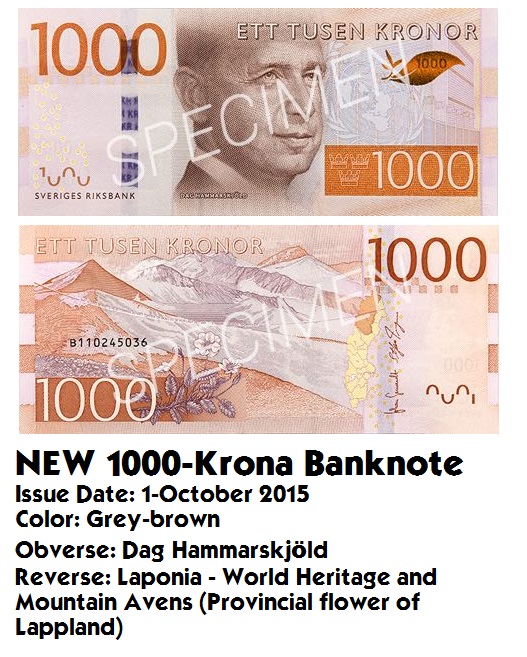 1000
ETT TUSEN KRONOR
1000
SPECIMEN
KR
SVERIGES RIKSBANK
DAG HAMMARSKJÖLD
1000
ETT TUSEN KRONOR
1000
SPECIMEN
B110245036
1000
1000
NEW 1000-Krona Banknote
Issue Date: 1-October 2015
Color: Grey-brown
Obverse: Dag Hammarskjöld
Reverse: Laponia - World Heritage and
Mountain Avens (Provincial flower of
Lappland)